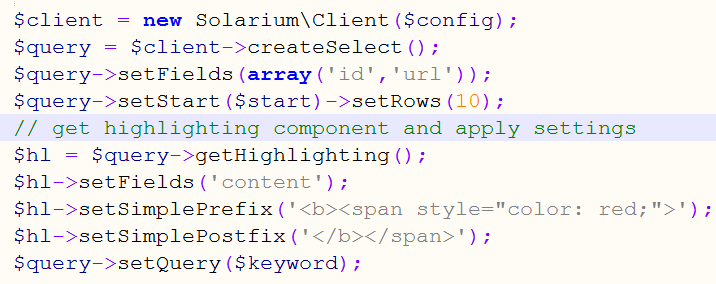 $client = new Solarium\Client($config);
$query = $client->createSelect();
$query->setFields(array('id','url'));
$query->setStart($start)->setRows(10);
// get highlighting component and apply settings
$hl = $query->getHighlighting();
$hl->setFields('content');
$hl->setSimplePrefix('<b><span style="color: red;">');
$hl->setSimplePostfix('</b></span>');
$query->setQuery($keyword);